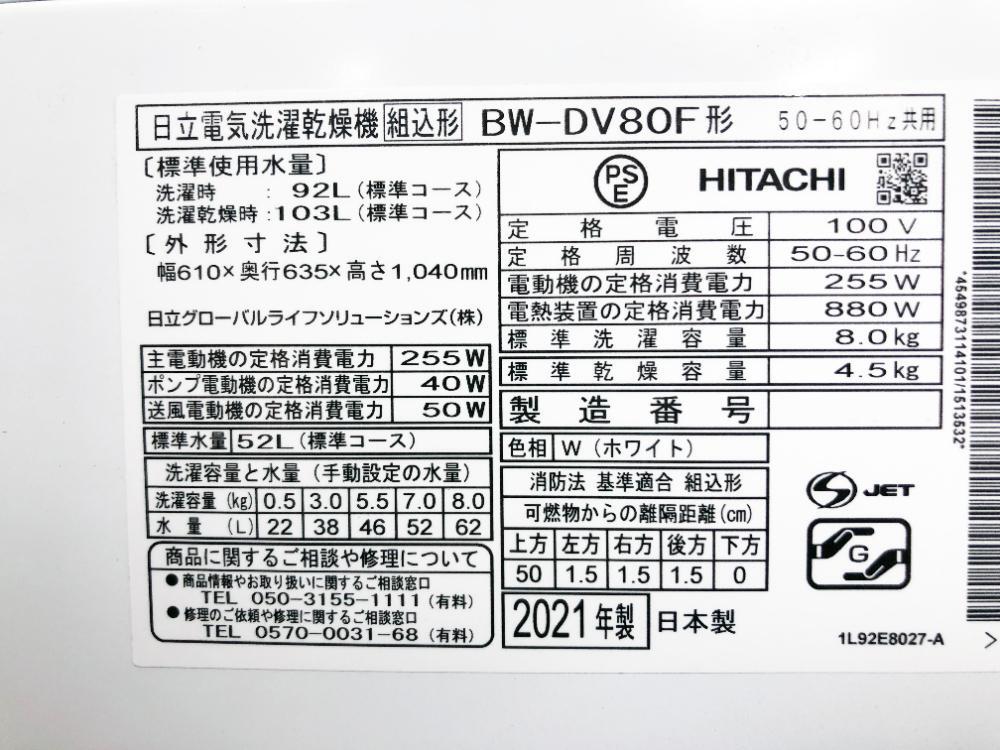 日立電気洗濯乾燥機 組込形 BW-DV80F形 50-60Hz共用
〔標準使用水量〕
洗濯時 : 92L(標準コース)
洗濯乾燥時:103L(標準コース)
〔外形寸法〕
幅610×奥行635×高さ1,040mm
日立グローバルライフソリューションズ(株)
主電動機の定格消費電力 255W
ポンプ電動機の定格消費電力 40W
送風電動機の定格消費電力 50W
標準水量 52L(標準コース)
洗濯容量と水量(手動設定の水量)
洗濯容量(kg) 0.5 3.0 5.5 7.0 8.0
水量(L) 22 38 46 52 62
商品に関するご相談や修理について
●商品情報やお取り扱いに関するご相談窓口
TEL 050-3155-1111(有料)
●修理のご依頼や修理に関するご相談窓口
TEL 0570-0031-68(有料)
PSE HITACHI
定格電圧 100V
定格周波数 50-60Hz
電動機の定格消費電力 255W
電熱装置の定格消費電力 880W
標準洗濯容量 8.0kg
標準乾燥容量 4.5kg
製造番号
色相 W(ホワイト)
消防法 基準適合 組込形
可燃物からの離隔距離(cm)
上方 左方 右方 後方 下方
50 1.5 1.5 1.5 0
2021年製 日本製
S JET
G
1L92E8027-A
>
*4549873114101/1513532*